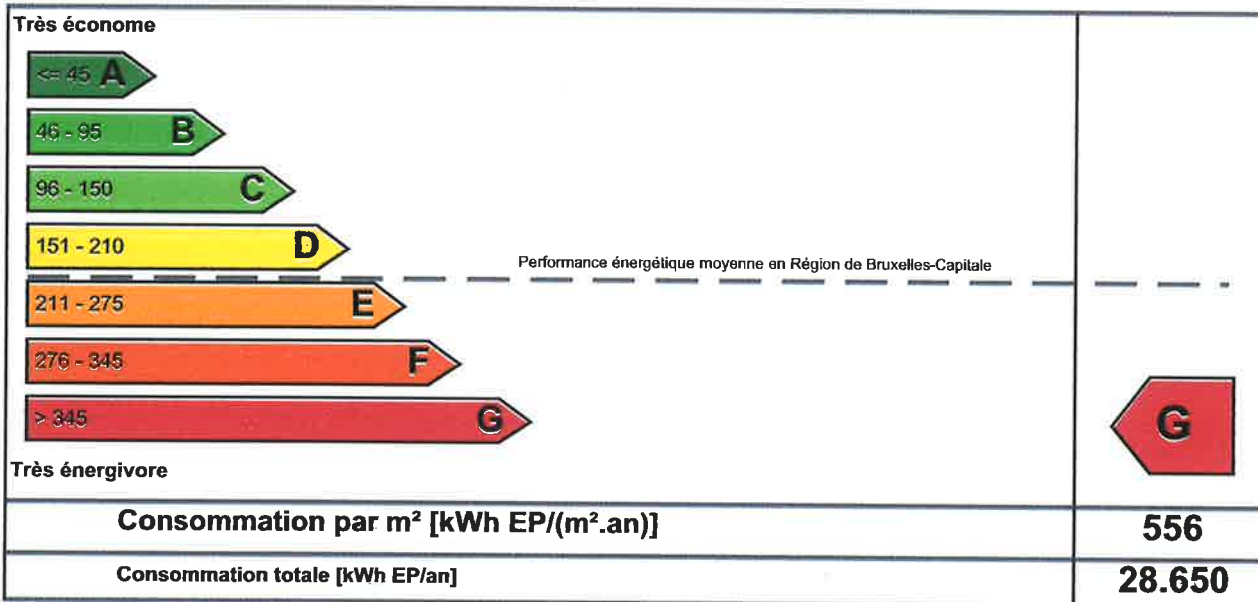 Très économe
<= 45 A
46 - 95 B
96 - 150 C
151 - 210 D
Performance énergétique moyenne en Région de Bruxelles-Capitale
211 - 275 E
276 - 345 F
> 345 G
G
Très énergivore
Consommation par m² [kWh EP/(m².an)] 556
Consommation totale [kWh EP/an] 28.650